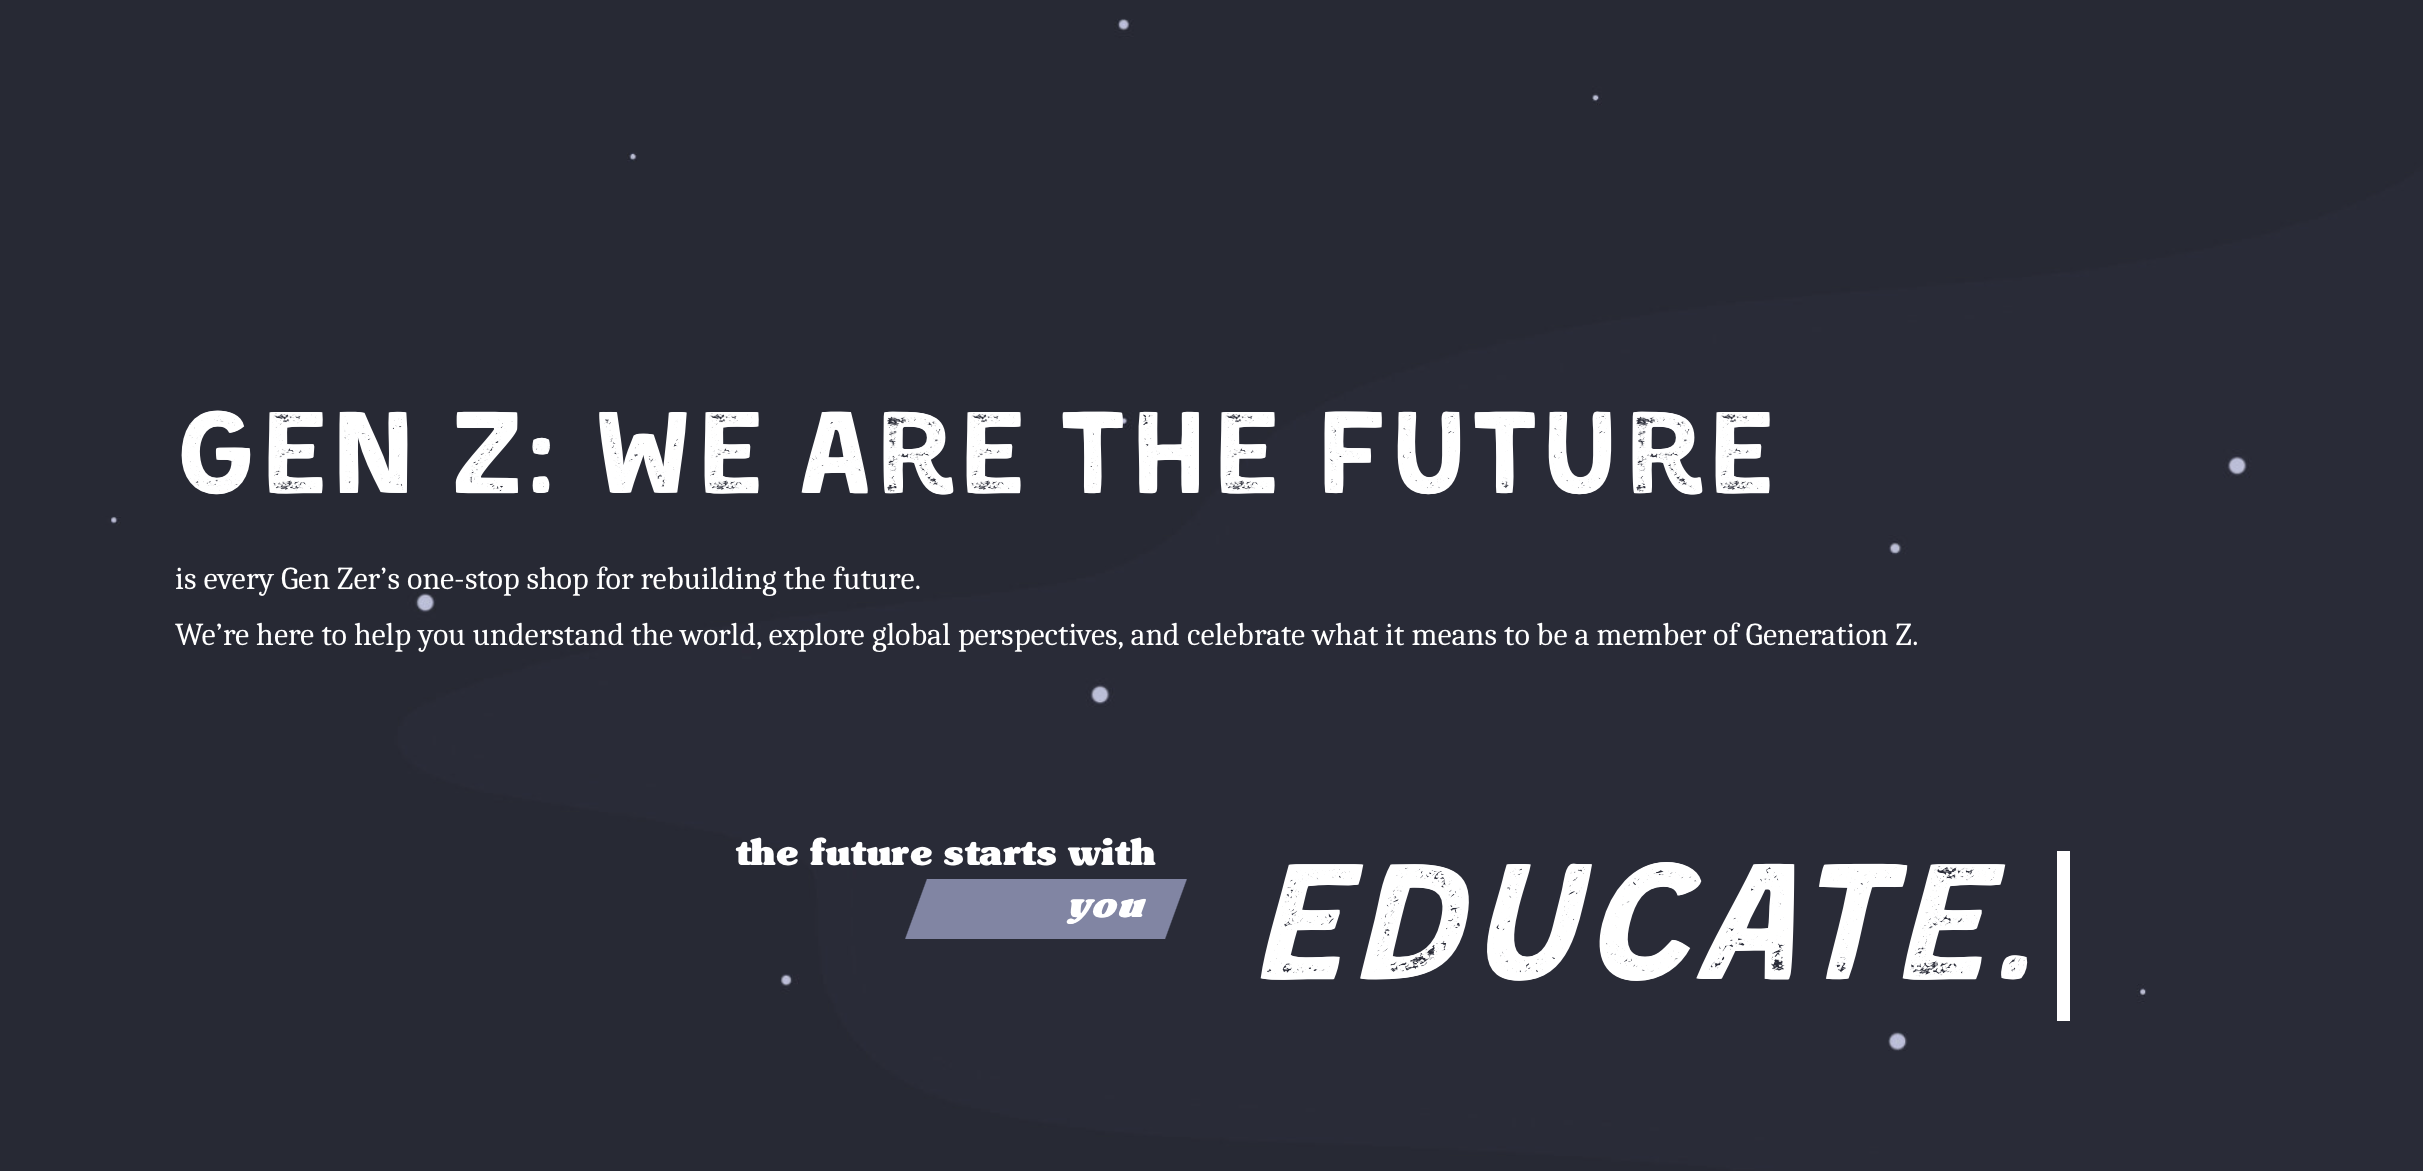 GEN Z: WE ARE THE FUTURE
is every Gen Zer’s one-stop shop for rebuilding the future.
We’re here to help you understand the world, explore global perspectives, and celebrate what it means to be a member of Generation Z.
the future starts with
you
EDUCATE.